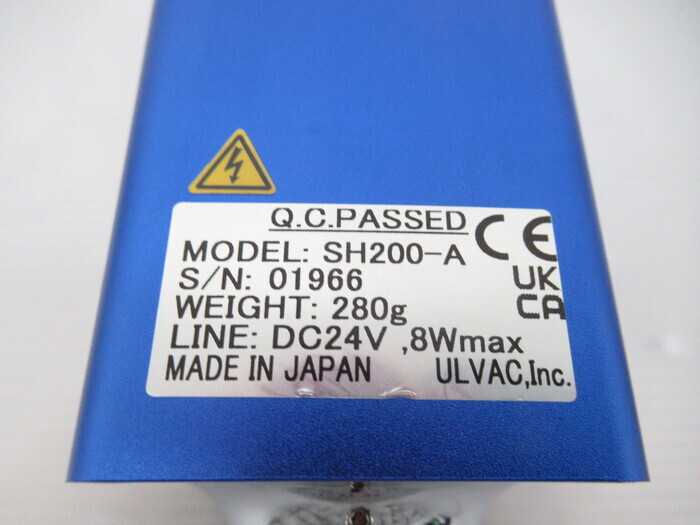 Q.C.PASSED
MODEL: SH200-A
S/N: 01966
WEIGHT: 280g
LINE: DC24V ,8Wmax
MADE IN JAPAN ULVAC,Inc.
CE
UK
CA